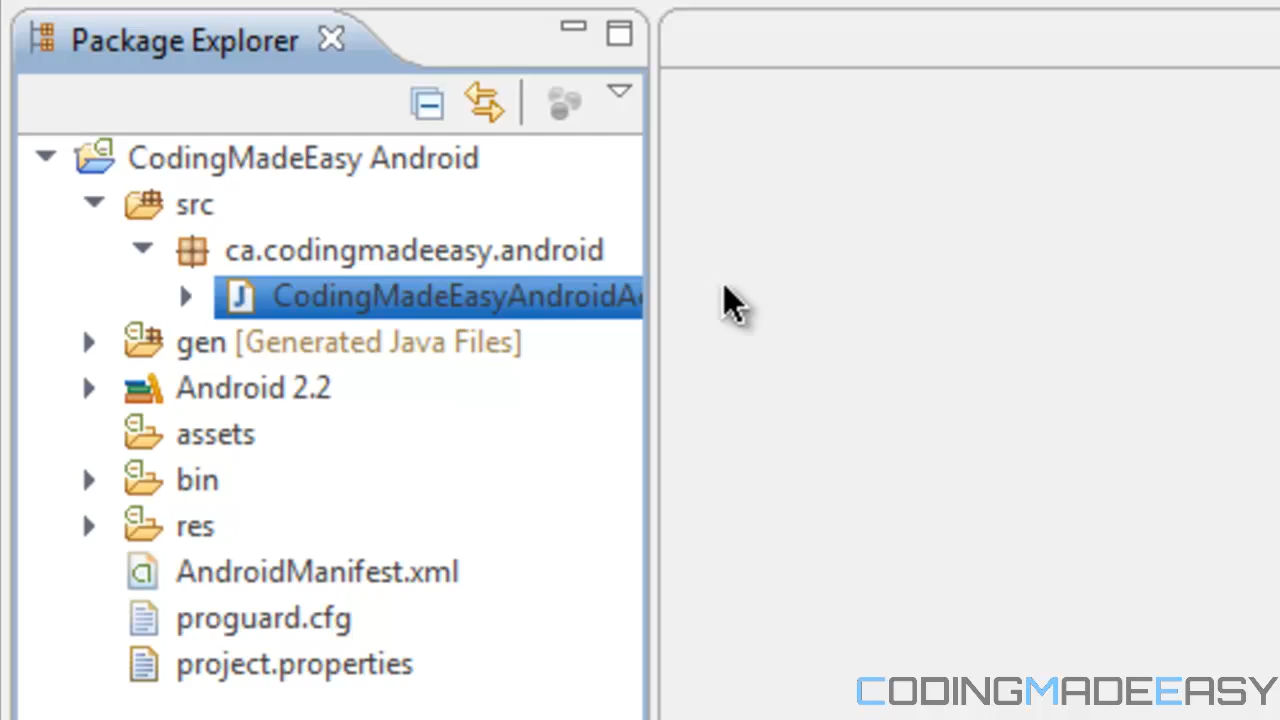 Package Explorer
CodingMadeEasy Android
src
ca.codingmadeeasy.android
CodingMadeEasyAndroidA
gen [Generated Java Files]
Android 2.2
assets
bin
res
AndroidManifest.xml
proguard.cfg
project.properties
CODINGMADEEASY